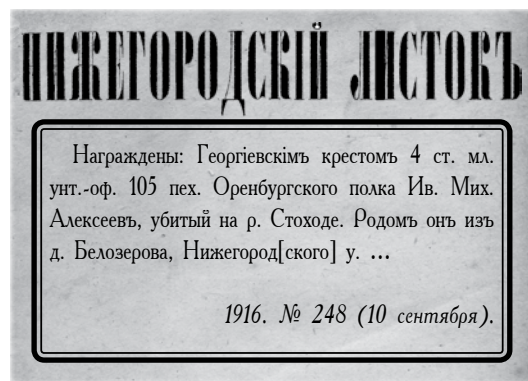 НИЖЕГОРОДСКІЙ ЛИСТОКЪ
Награждены: Георгіевскімъ крестомъ 4 ст. мл.
унт.-оф. 105 пех. Оренбургского полка Ив. Мих.
Алексеевъ, убитый на р. Стоходе. Родомъ онъ изъ
д. Белозерова, Нижегород[ского] у. ...
1916. № 248 (10 сентября).